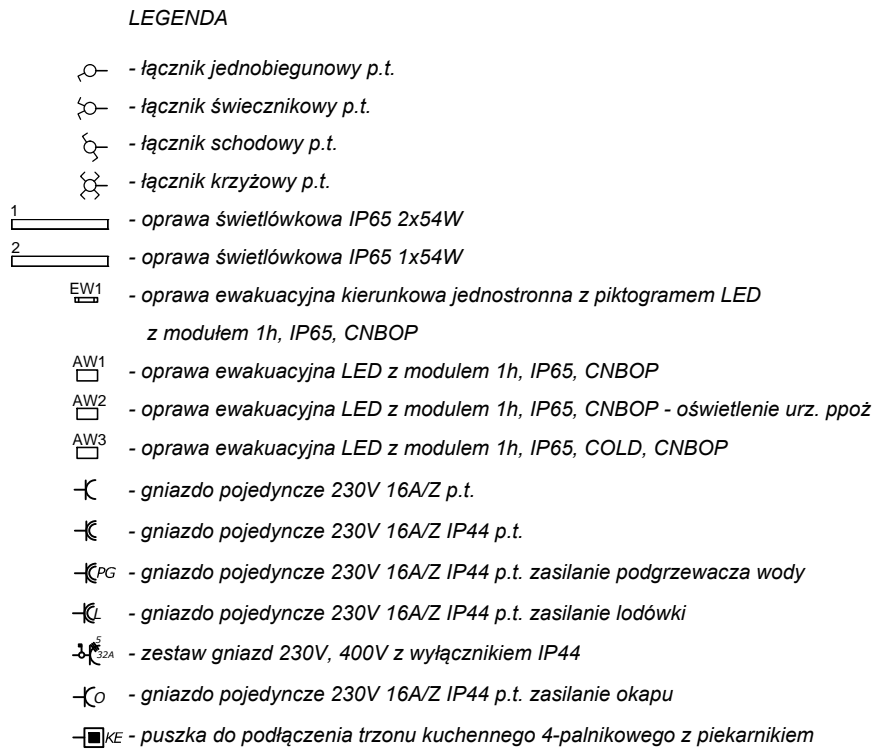 LEGENDA
- łącznik jednobiegunowy p.t.
- łącznik świecznikowy p.t.
- łącznik schodowy p.t.
- łącznik krzyżowy p.t.
1 - oprawa świetlówkowa IP65 2x54W
2 - oprawa świetlówkowa IP65 1x54W
EW1 - oprawa ewakuacyjna kierunkowa jednostronna z piktogramem LED
z modułem 1h, IP65, CNBOP
AW1 - oprawa ewakuacyjna LED z modulem 1h, IP65, CNBOP
AW2 - oprawa ewakuacyjna LED z modulem 1h, IP65, CNBOP - oświetlenie urz. ppoż
AW3 - oprawa ewakuacyjna LED z modulem 1h, IP65, COLD, CNBOP
- gniazdo pojedyncze 230V 16A/Z p.t.
- gniazdo pojedyncze 230V 16A/Z IP44 p.t.
PG - gniazdo pojedyncze 230V 16A/Z IP44 p.t. zasilanie podgrzewacza wody
L - gniazdo pojedyncze 230V 16A/Z IP44 p.t. zasilanie lodówki
5 32A - zestaw gniazd 230V, 400V z wyłącznikiem IP44
O - gniazdo pojedyncze 230V 16A/Z IP44 p.t. zasilanie okapu
KE - puszka do podłączenia trzonu kuchennego 4-palnikowego z piekarnikiem